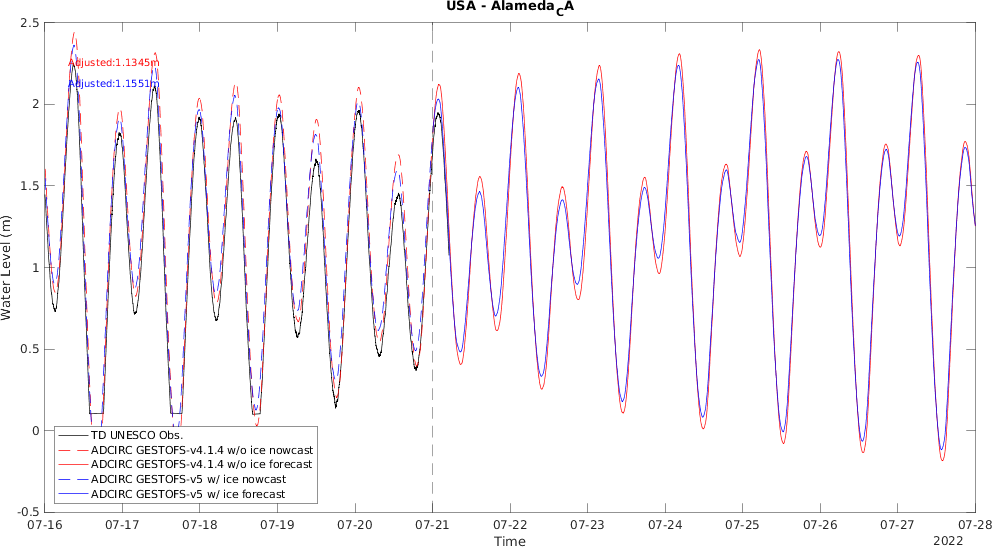 USA - Alameda_CA
2.5
Adjusted:1.1345m
Adjusted:1.1551m
2
1.5
1
0.5
0
-0.5
Water Level (m)
TD UNESCO Obs.
ADCIRC GESTOFS-v4.1.4 w/o ice nowcast
ADCIRC GESTOFS-v4.1.4 w/o ice forecast
ADCIRC GESTOFS-v5 w/ ice nowcast
ADCIRC GESTOFS-v5 w/ ice forecast
07-16 07-17 07-18 07-19 07-20 07-21 07-22 07-23 07-24 07-25 07-26 07-27 07-28
Time
2022